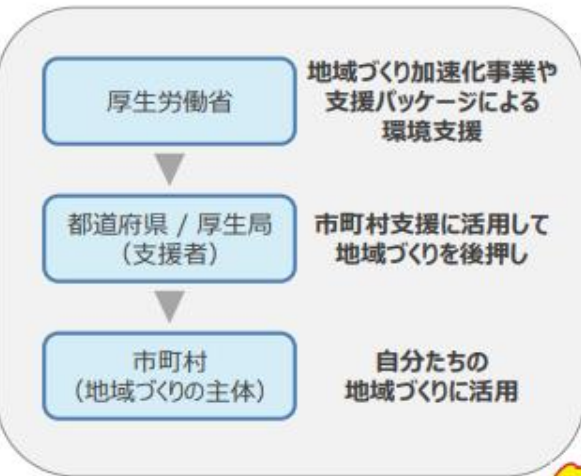 厚生労働省
地域づくり加速化事業や
支援パッケージによる
環境支援
都道府県 / 厚生局
（支援者）
市町村支援に活用して
地域づくりを後押し
市町村
（地域づくりの主体）
自分たちの
地域づくりに活用